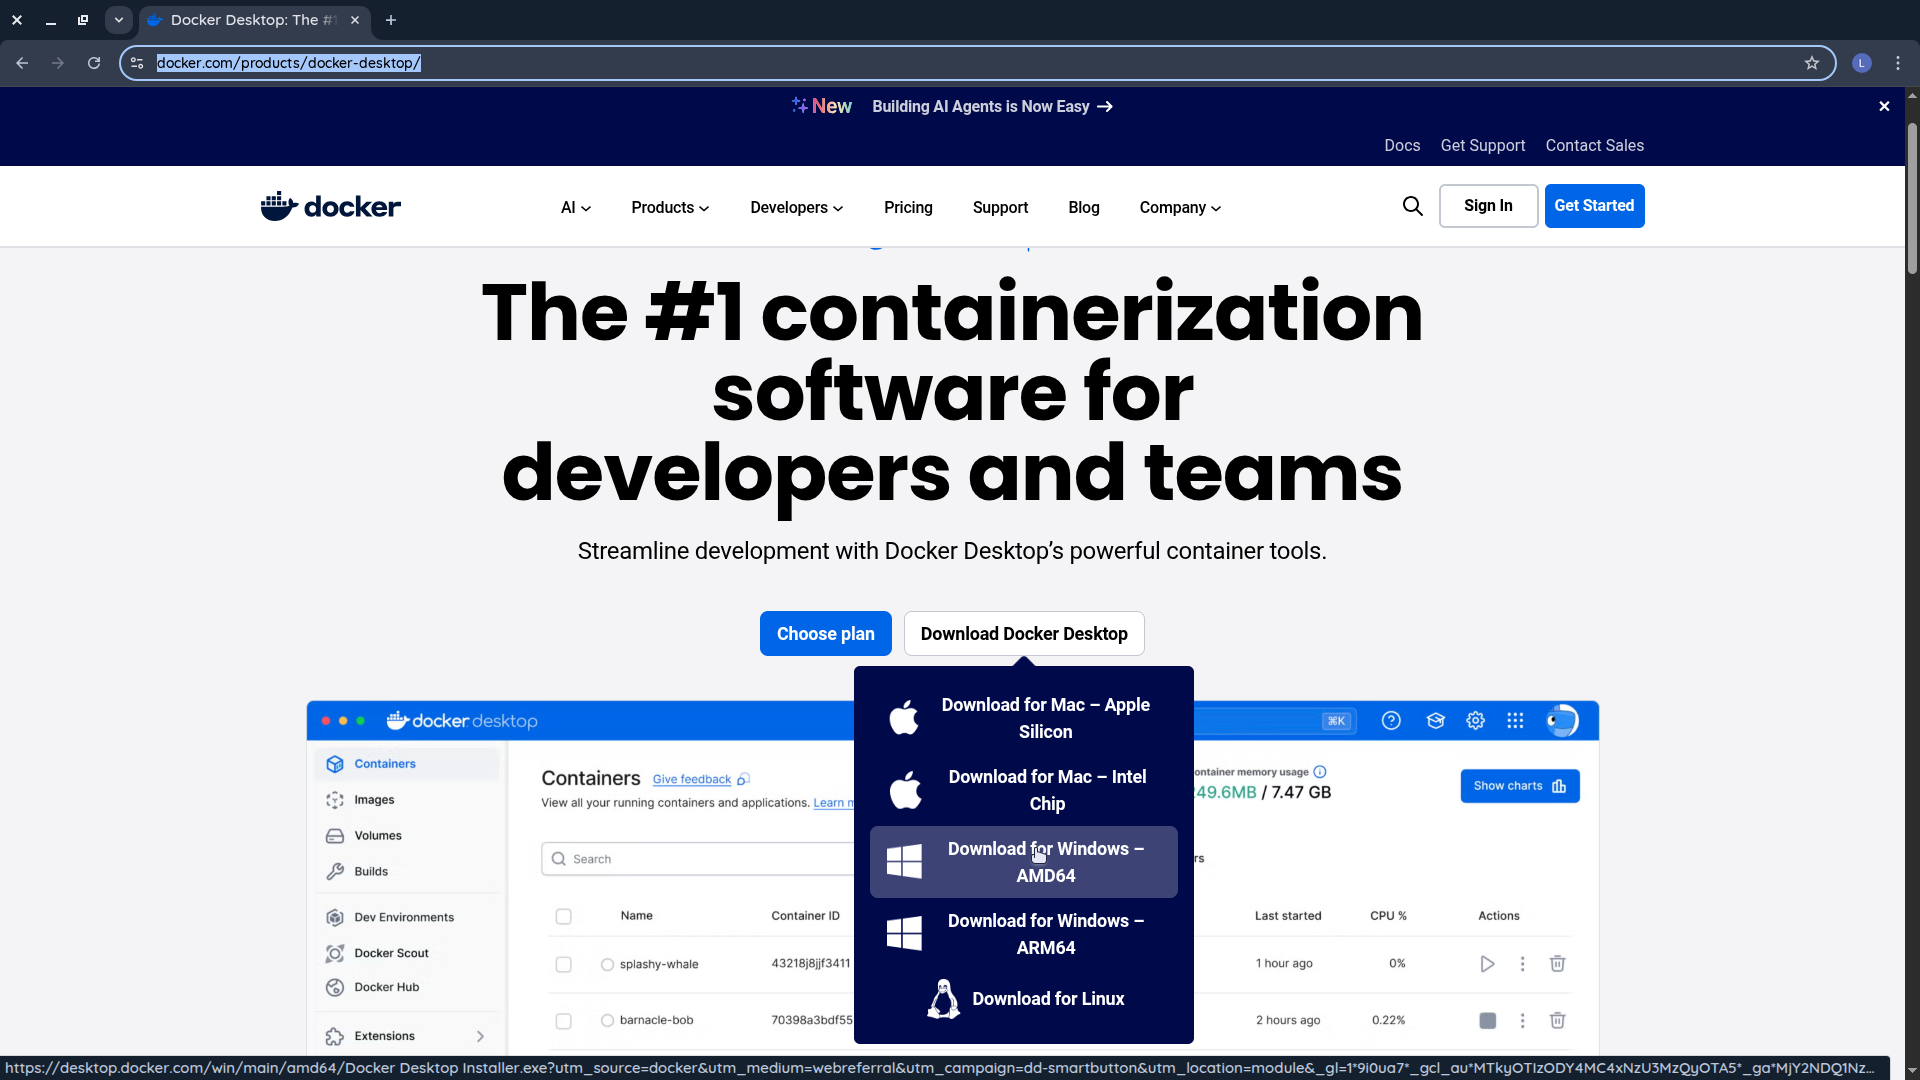 Docker Desktop: The #1
docker.com/products/docker-desktop/
L
New Building AI Agents is Now Easy →
Docs Get Support Contact Sales
docker AI Products Developers Pricing Support Blog Company Sign In Get Started
The #1 containerization
software for
developers and teams
Streamline development with Docker Desktop’s powerful container tools.
Choose plan Download Docker Desktop
Download for Mac – Apple
Silicon
Download for Mac – Intel
Chip
Download for Windows –
AMD64
Download for Windows –
ARM64
Download for Linux
docker desktop ⌘K
Containers
Images
Volumes
Builds
Dev Environments
Docker Scout
Docker Hub
Extensions
Containers Give feedback
View all your running containers and applications. Learn
ontainer memory usage
49.6MB / 7.47 GB
Show charts
Search
rs
Name Container ID Last started CPU % Actions
splashy-whale 43218j8jjf3411 1 hour ago 0%
barnacle-bob 70398a3bdf55 2 hours ago 0.22%
https://desktop.docker.com/win/main/amd64/Docker Desktop Installer.exe?utm_source=docker&utm_medium=webreferral&utm_campaign=dd-smartbutton&utm_location=module&_gl=1*9i0ua7*_gcl_au*MTkyOTIzODY4MC4xNzU3MzQyOTA5*_ga*MjY2NDQ1Nz...